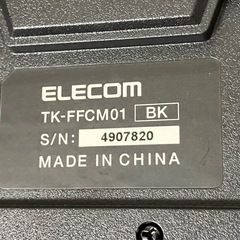 ELECOM
TK-FFCM01 BK
S/N: 4907820
MADE IN CHINA